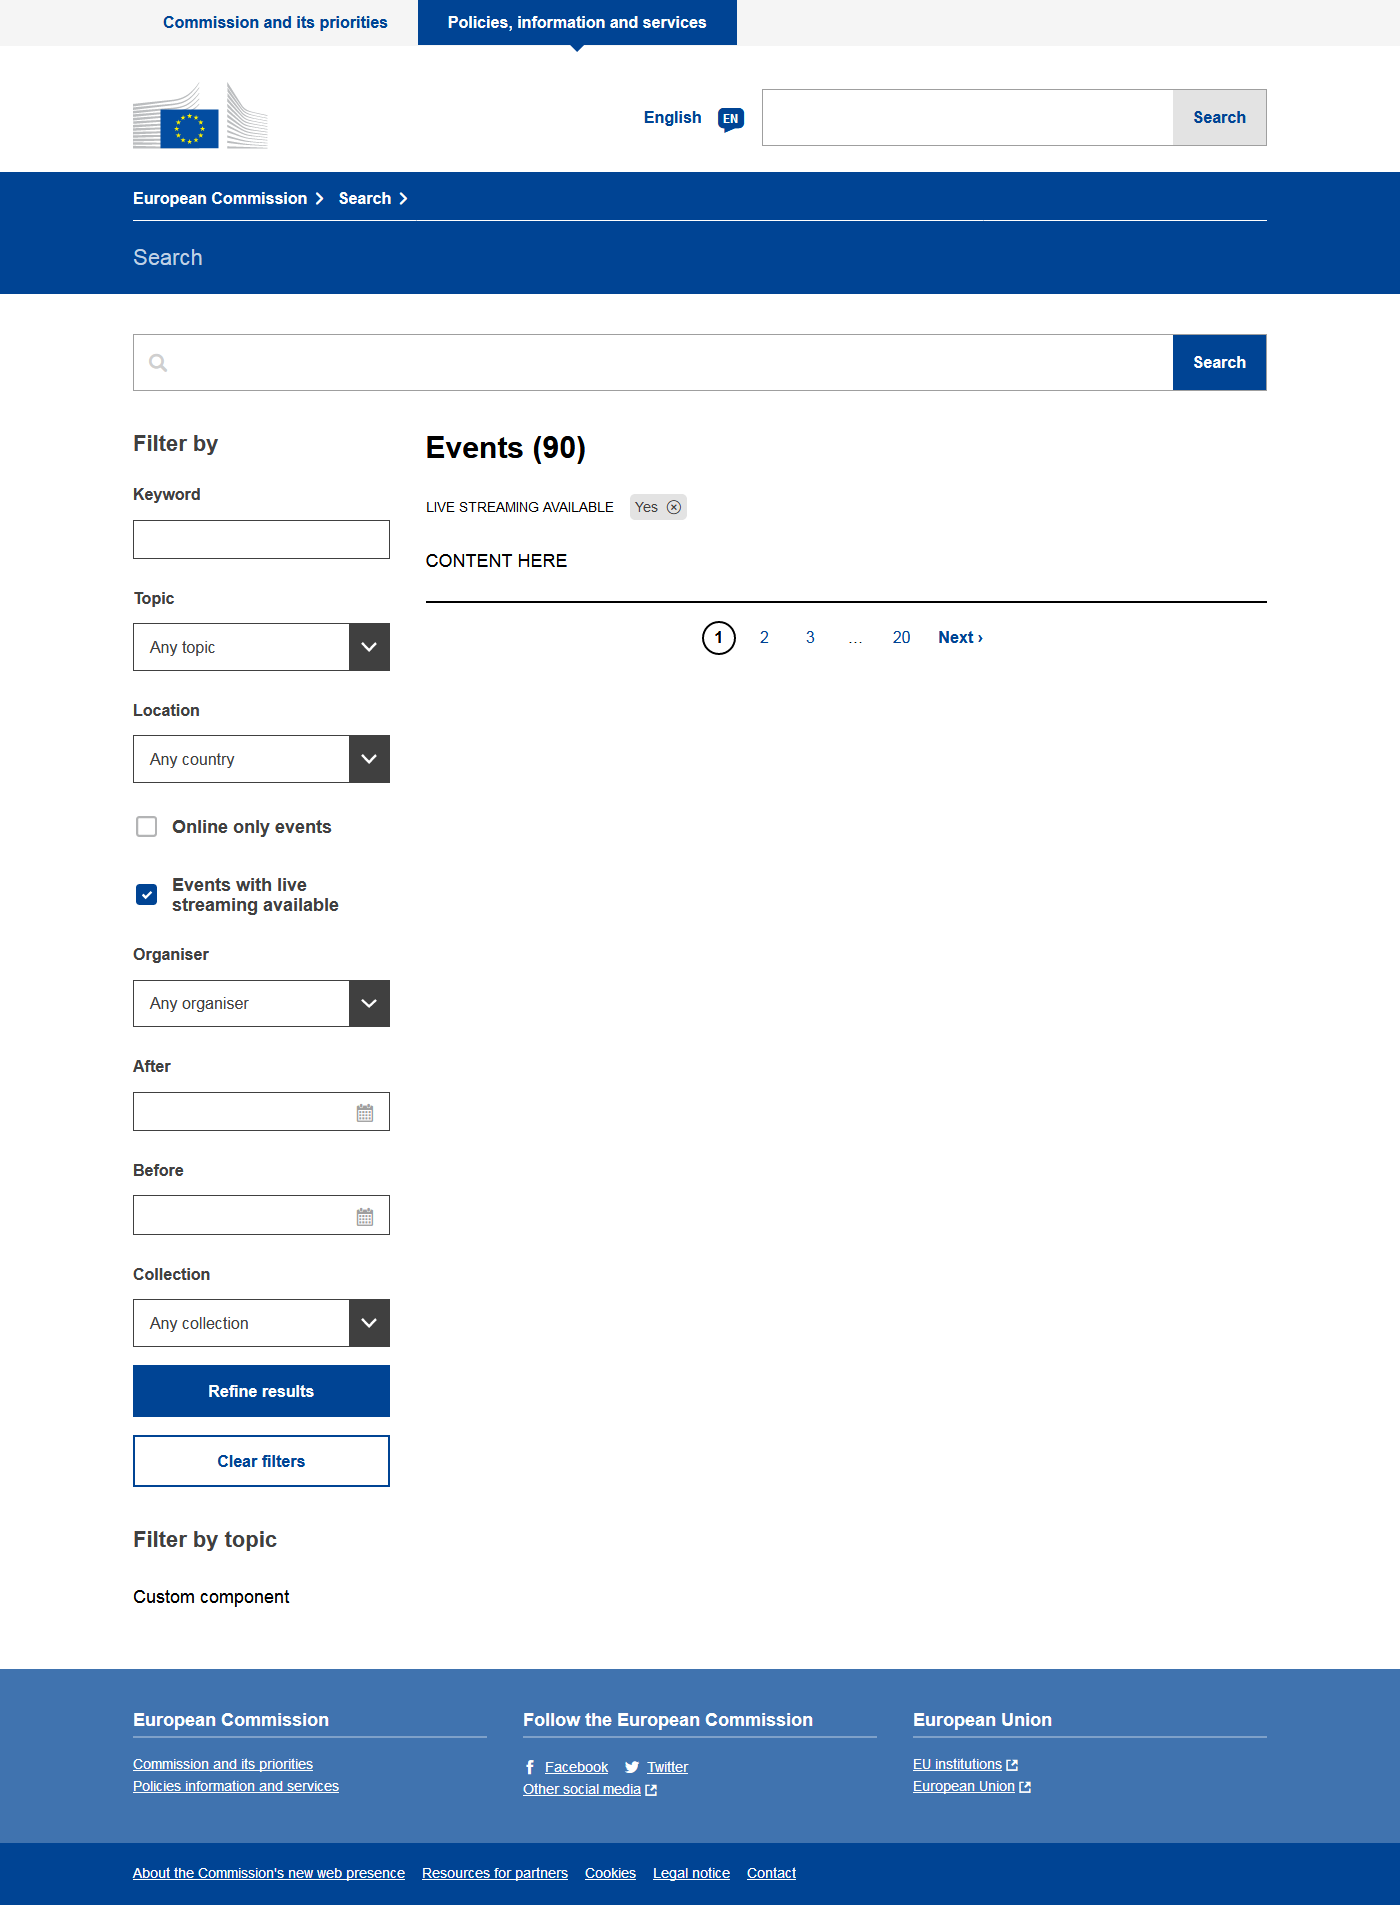 Commission and its priorities
Policies, information and services
English EN
Search
European Commission
Search
Search
Search
Filter by
Keyword
Topic
Any topic
Location
Any country
Online only events
Events with live
streaming available
Organiser
Any organiser
After
Before
Collection
Any collection
Refine results
Clear filters
Filter by topic
Custom component
Events (90)
LIVE STREAMING AVAILABLE Yes
CONTENT HERE
1 2 3 ... 20 Next ›
European Commission
Commission and its priorities
Policies information and services
Follow the European Commission
Facebook Twitter
Other social media
European Union
EU institutions
European Union
About the Commission's new web presence Resources for partners Cookies Legal notice Contact